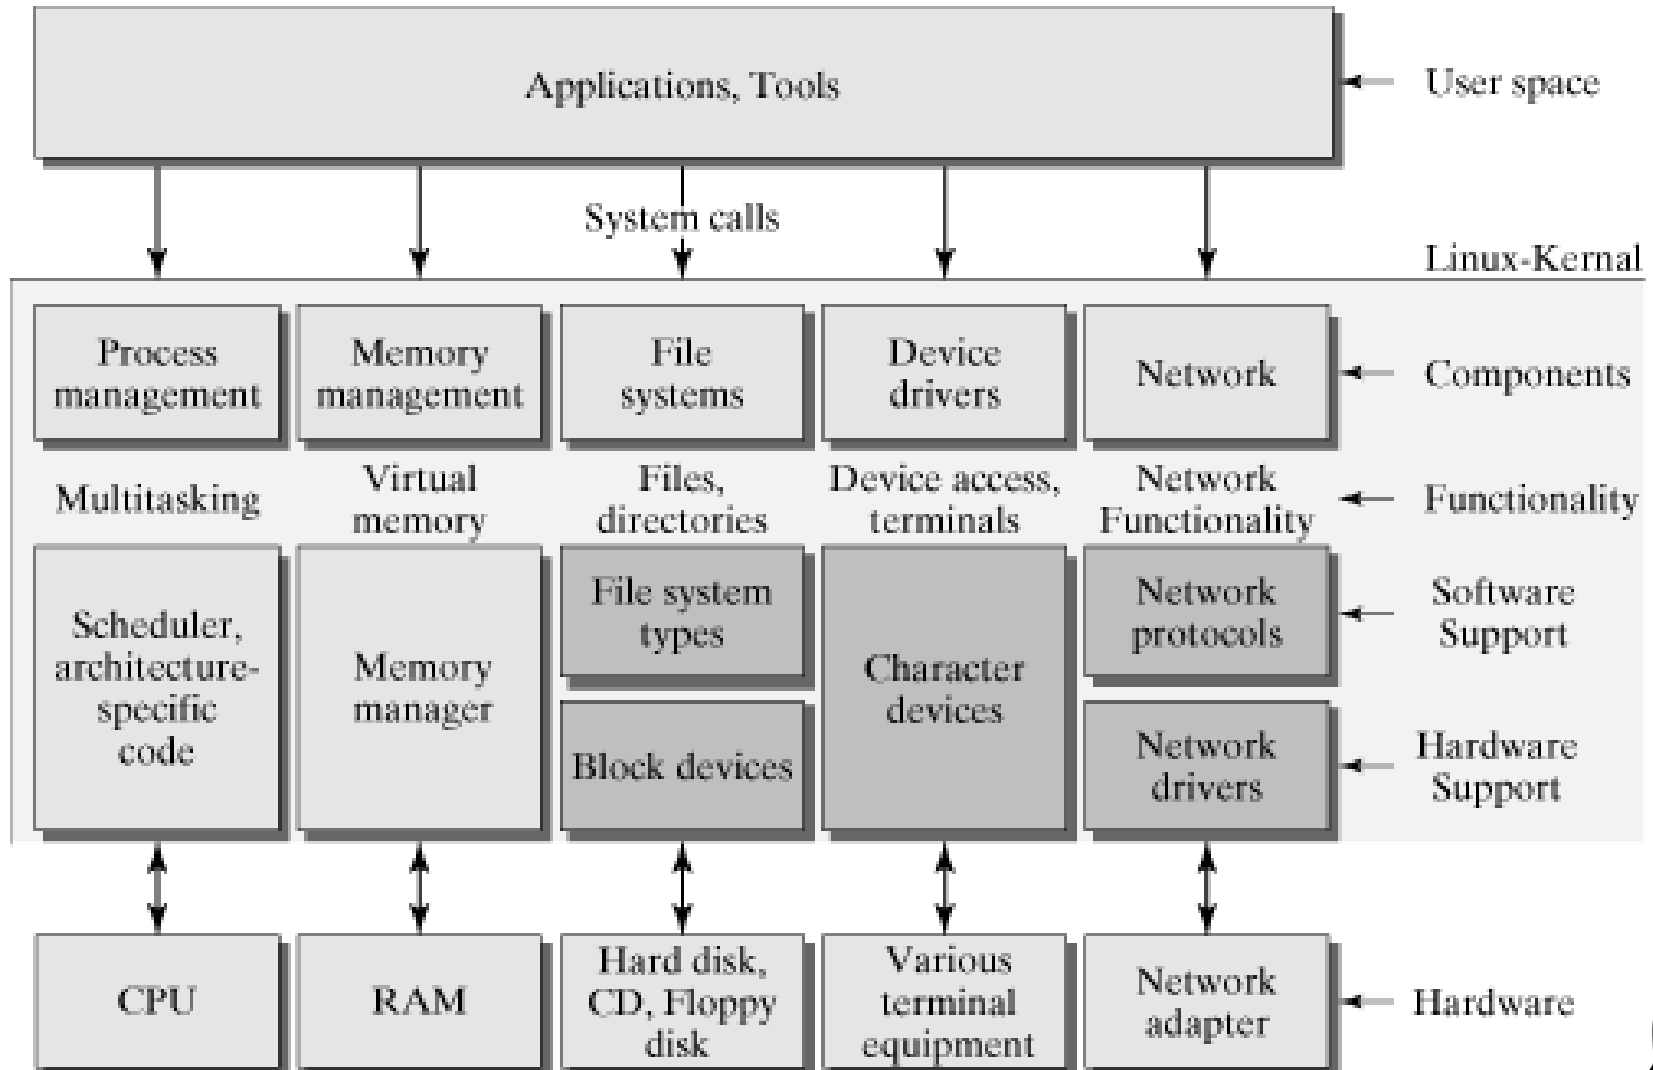 Applications, Tools
User space
System calls
Linux-Kernal
Process
management
Memory
management
File
systems
Device
drivers
Network
Components
Multitasking
Virtual
memory
Files,
directories
Device access,
terminals
Network
Functionality
Functionality
Scheduler,
architecture-
specific
code
Memory
manager
File system
types
Block devices
Character
devices
Network
protocols
Network
drivers
Software
Support
Hardware
Support
CPU
RAM
Hard disk,
CD, Floppy
disk
Various
terminal
equipment
Network
adapter
Hardware